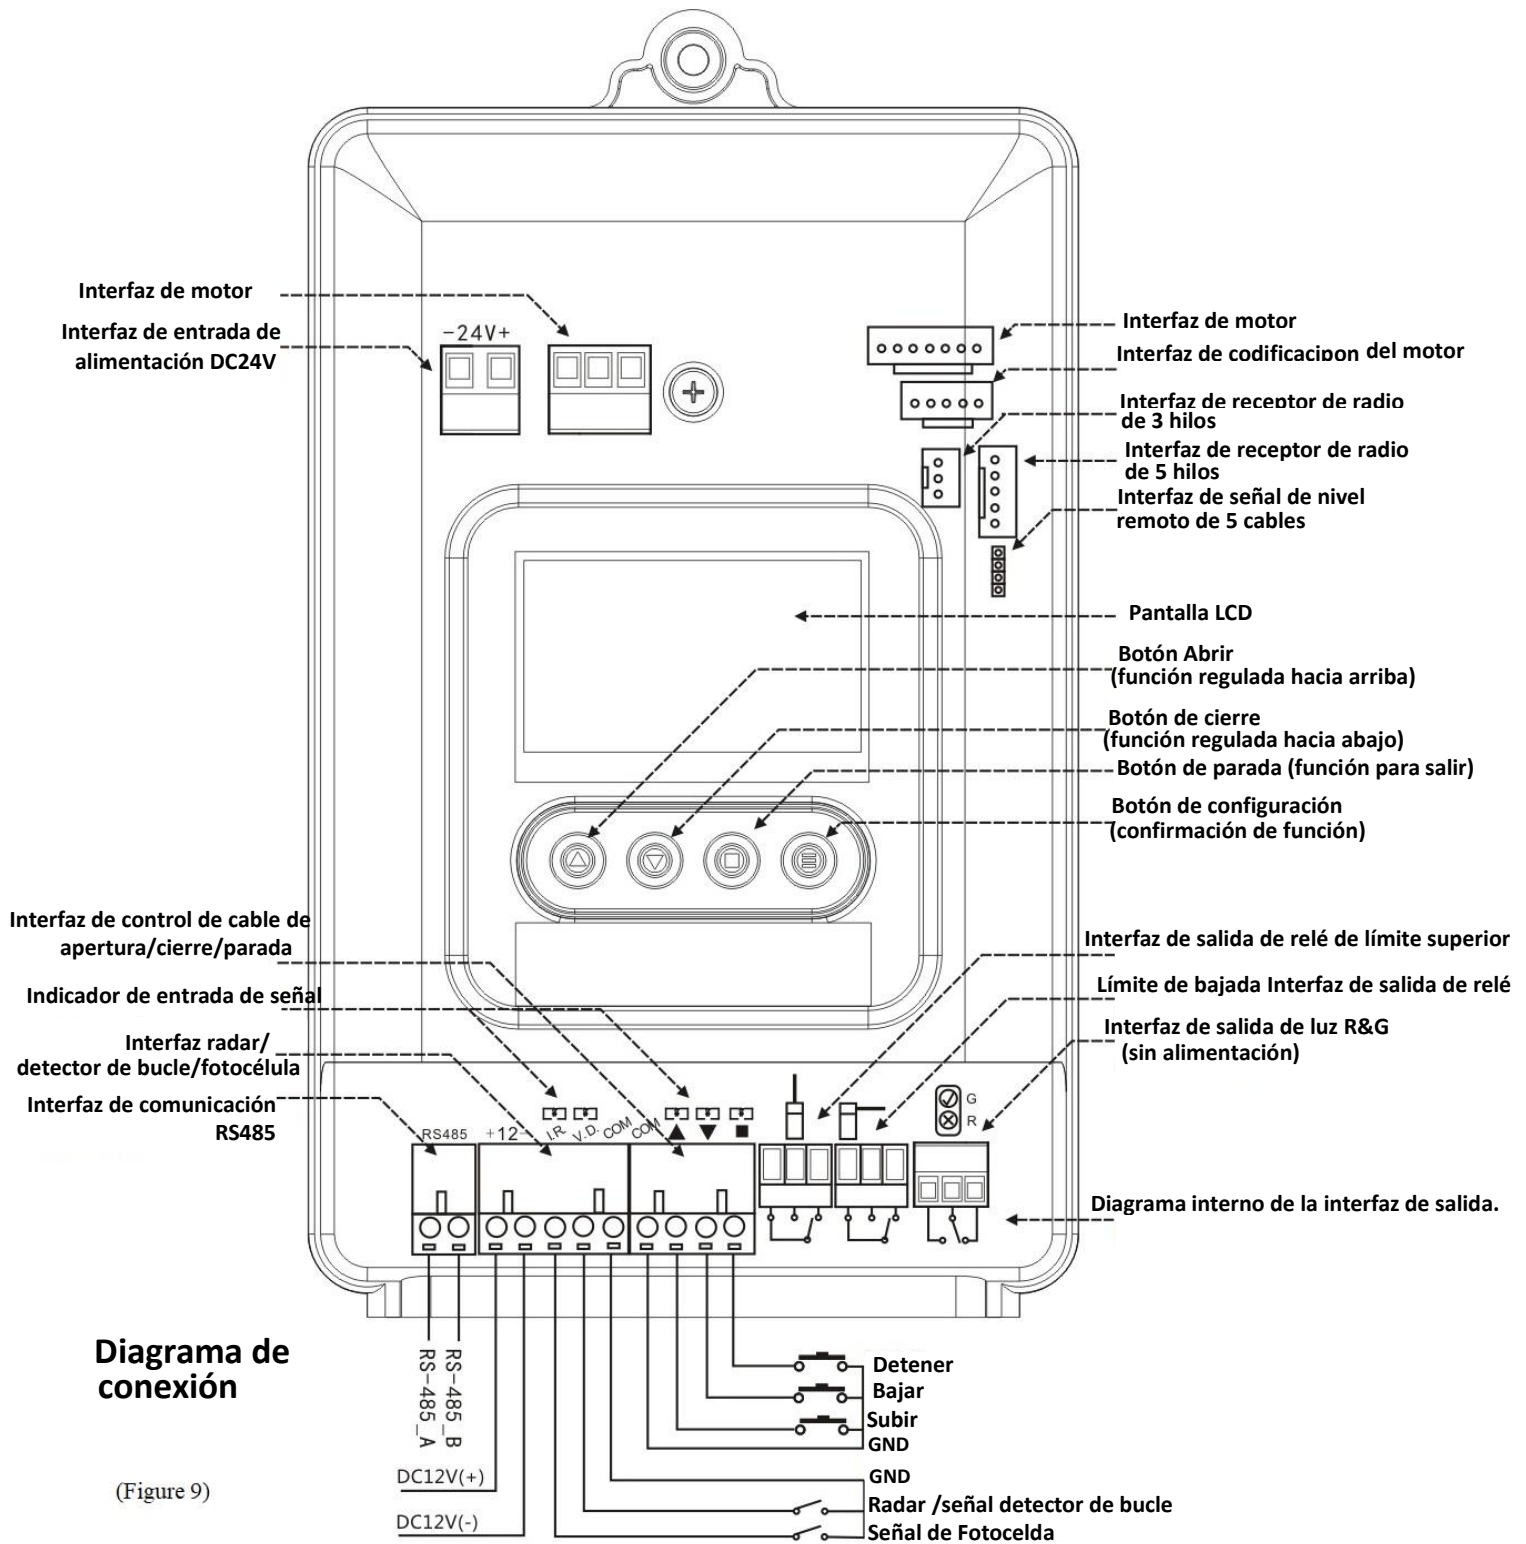 Interfaz de motor
Interfaz de entrada de
alimentación DC24V
-24V+
Interfaz de motor
Interfaz de codificacipon del motor
Interfaz de receptor de radio
de 3 hilos
Interfaz de receptor de radio
de 5 hilos
Interfaz de señal de nivel
remoto de 5 cables
Pantalla LCD
Botón Abrir
(función regulada hacia arriba)
Botón de cierre
(función regulada hacia abajo)
Botón de parada (función para salir)
Botón de configuración
(confirmación de función)
Interfaz de control de cable de
apertura/cierre/parada
Indicador de entrada de señal
Interfaz radar/
detector de bucle/fotocélula
Interfaz de comunicación
RS485
Interfaz de salida de relé de límite superior
Límite de bajada Interfaz de salida de relé
Interfaz de salida de luz R&G
(sin alimentación)
G
R
RS485
+12-
I.R.
V.D.
COM
COM
▲
▼
■
Diagrama interno de la interfaz de salida.
Diagrama de
conexión
RS-485_A
RS-485_B
Detener
Bajar
Subir
GND
DC12V(+)
GND
(Figure 9)
Radar /señal detector de bucle
DC12V(-)
Señal de Fotocelda